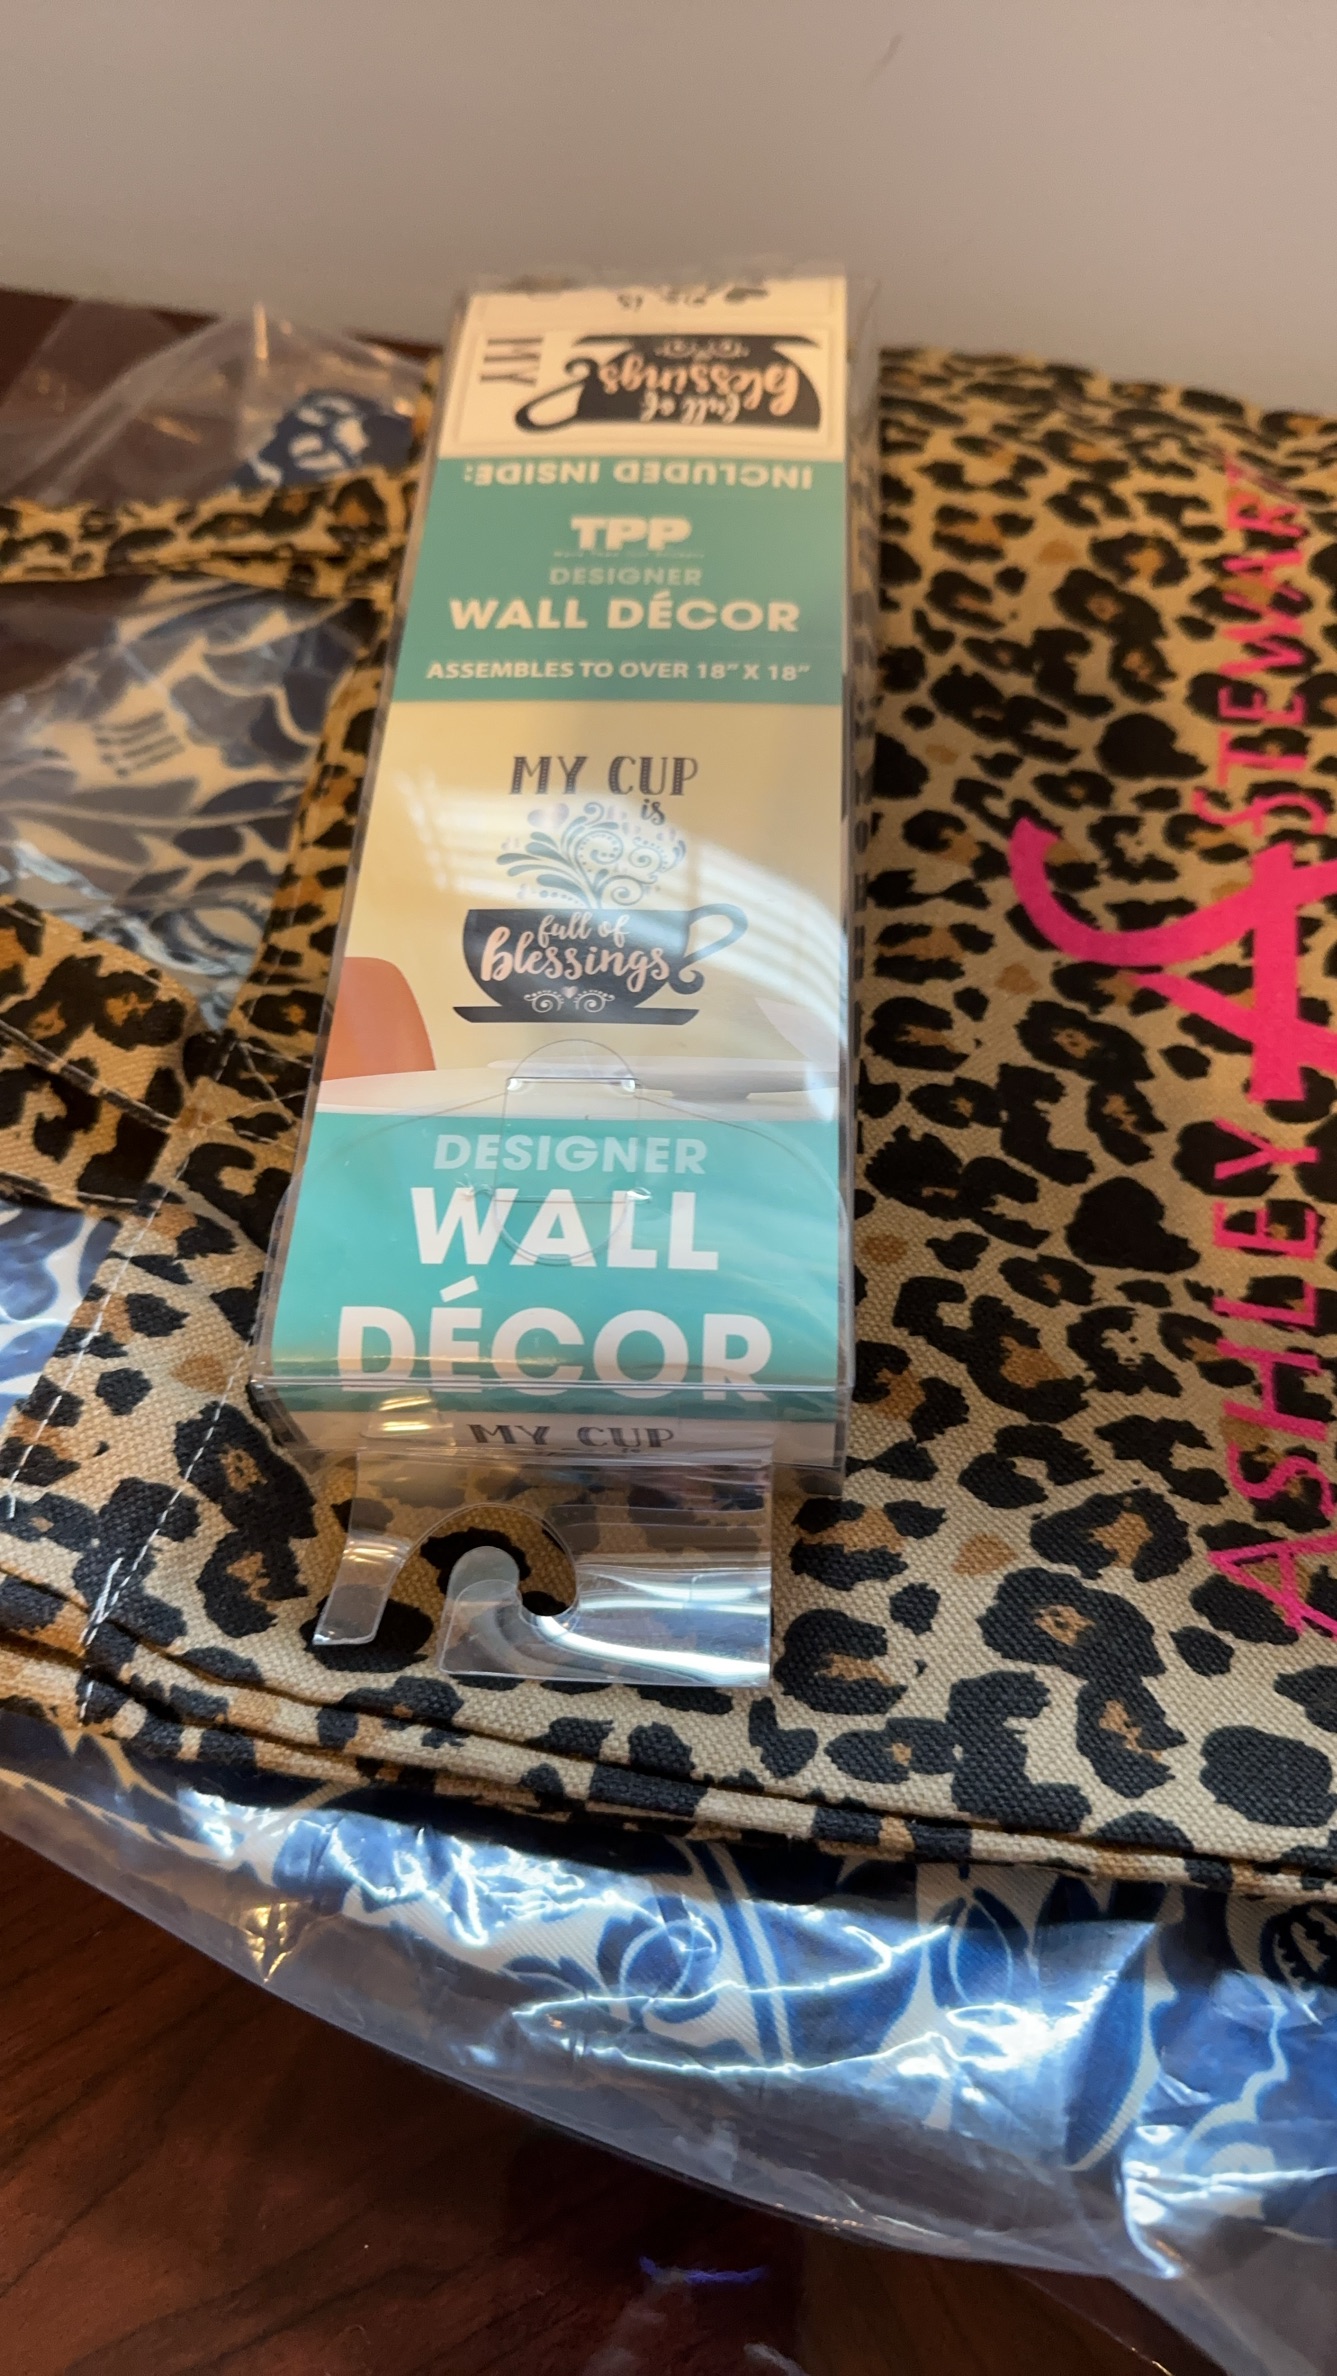 MY
full of
blessings
INCLUDED INSIDE:
TPP
DESIGNER
WALL DÉCOR
ASSEMBLES TO OVER 18” X 18”
MY CUP
is
full of
blessings
DESIGNER
WALL
DÉCOR
MY CUP
ASHLEY A STEWART